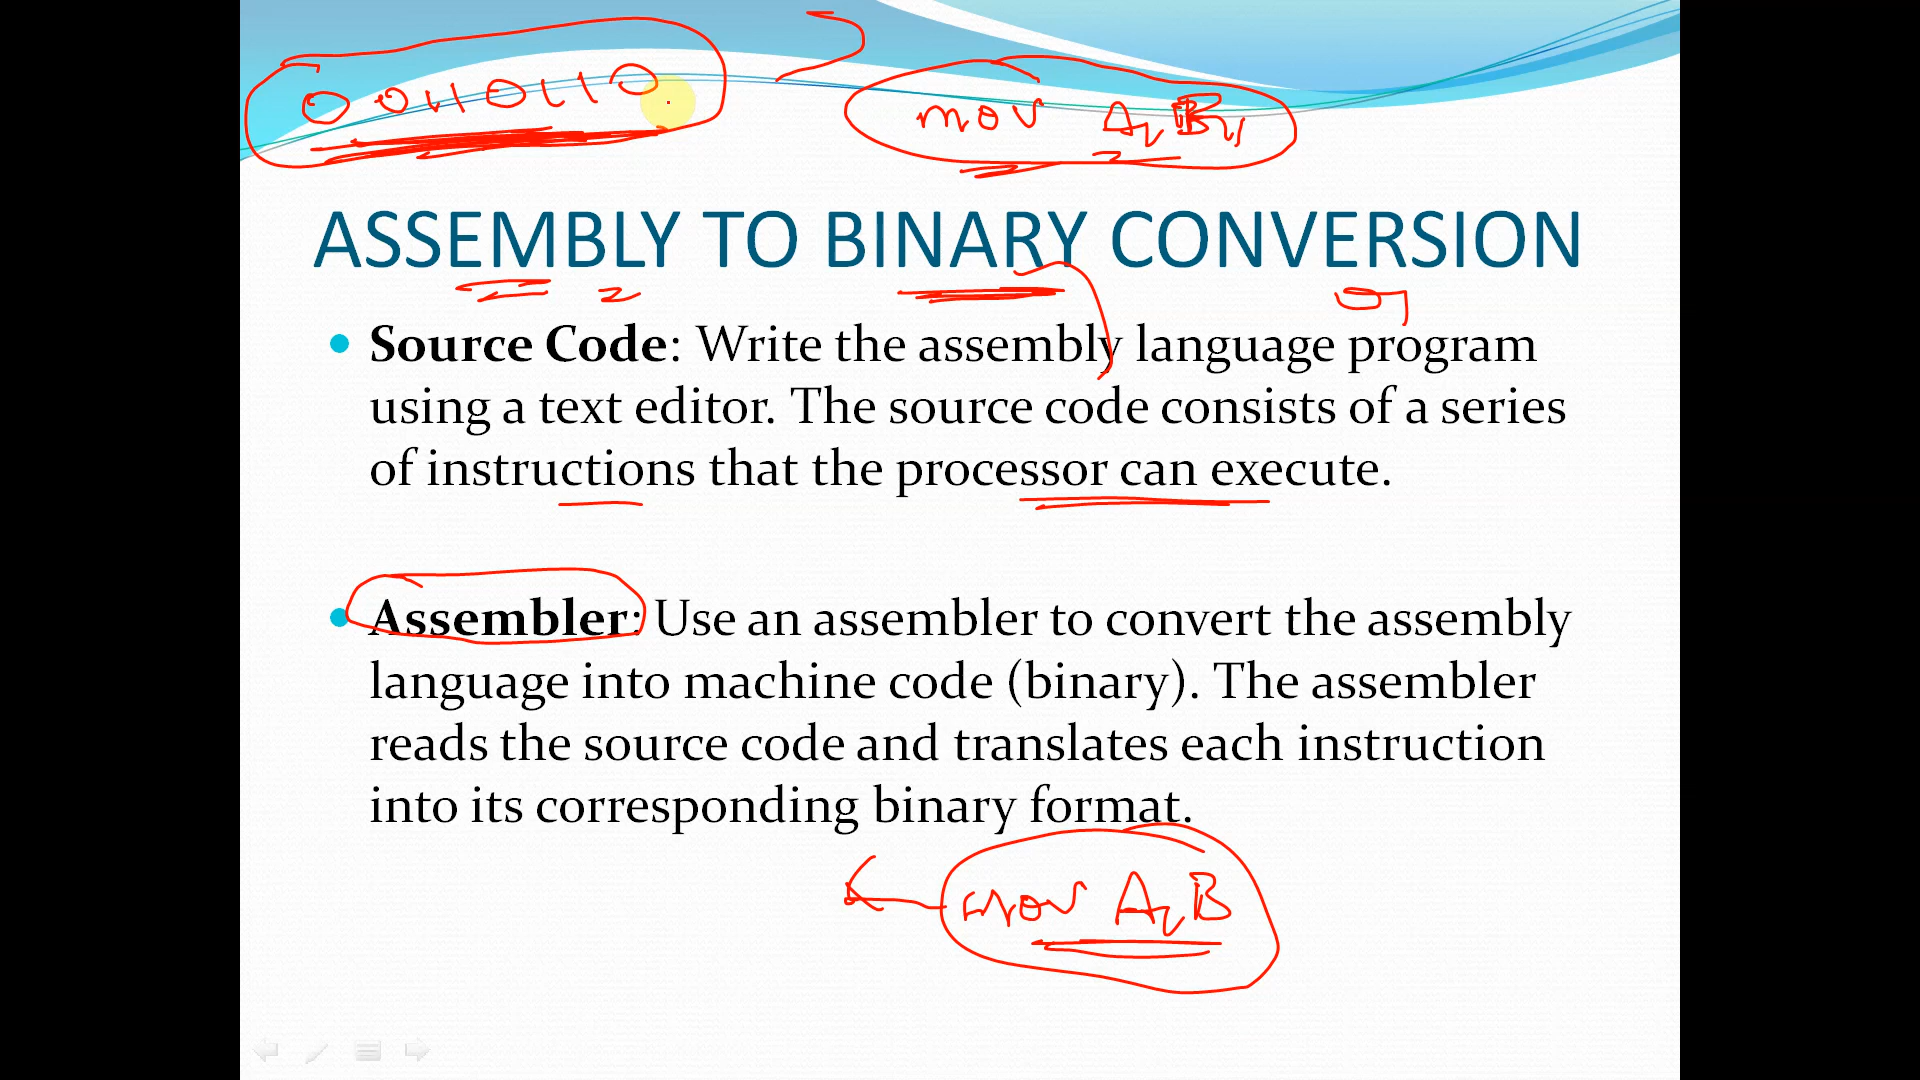 0 0110110
mov A,B
ASSEMBLY TO BINARY CONVERSION
• Source Code: Write the assembly language program
using a text editor. The source code consists of a series
of instructions that the processor can execute.
• Assembler: Use an assembler to convert the assembly
language into machine code (binary). The assembler
reads the source code and translates each instruction
into its corresponding binary format.
mov A,B